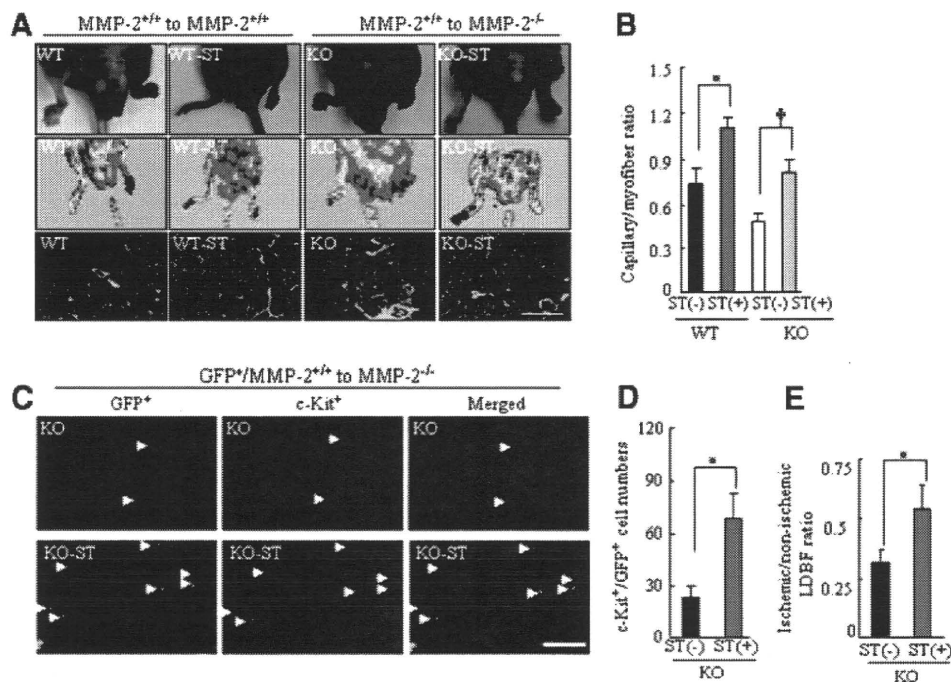 A
MMP-2+/+ to MMP-2+/+
MMP-2+/+ to MMP-2-/-
WT
WT-ST
KO
KO-ST
WT
WT-ST
KO
KO-ST
WT
WT-ST
KO
KO-ST
B
Capillary/myofiber ratio
1.5
1.2
0.9
0.6
0.3
0
*
ST(-) ST(+) ST(-) ST(+)
WT
KO
C
GFP+/MMP-2+/+ to MMP-2-/-
GFP+
c-Kit+
Merged
KO
KO
KO
KO-ST
KO-ST
KO-ST
D
c-Kit+/GFP+ cell numbers
120
90
60
30
0
*
ST(-) ST(+)
KO
E
Ischemic/non-ischemic
LDBF ratio
0.75
0.5
0.25
0
*
ST(-) ST(+)
KO